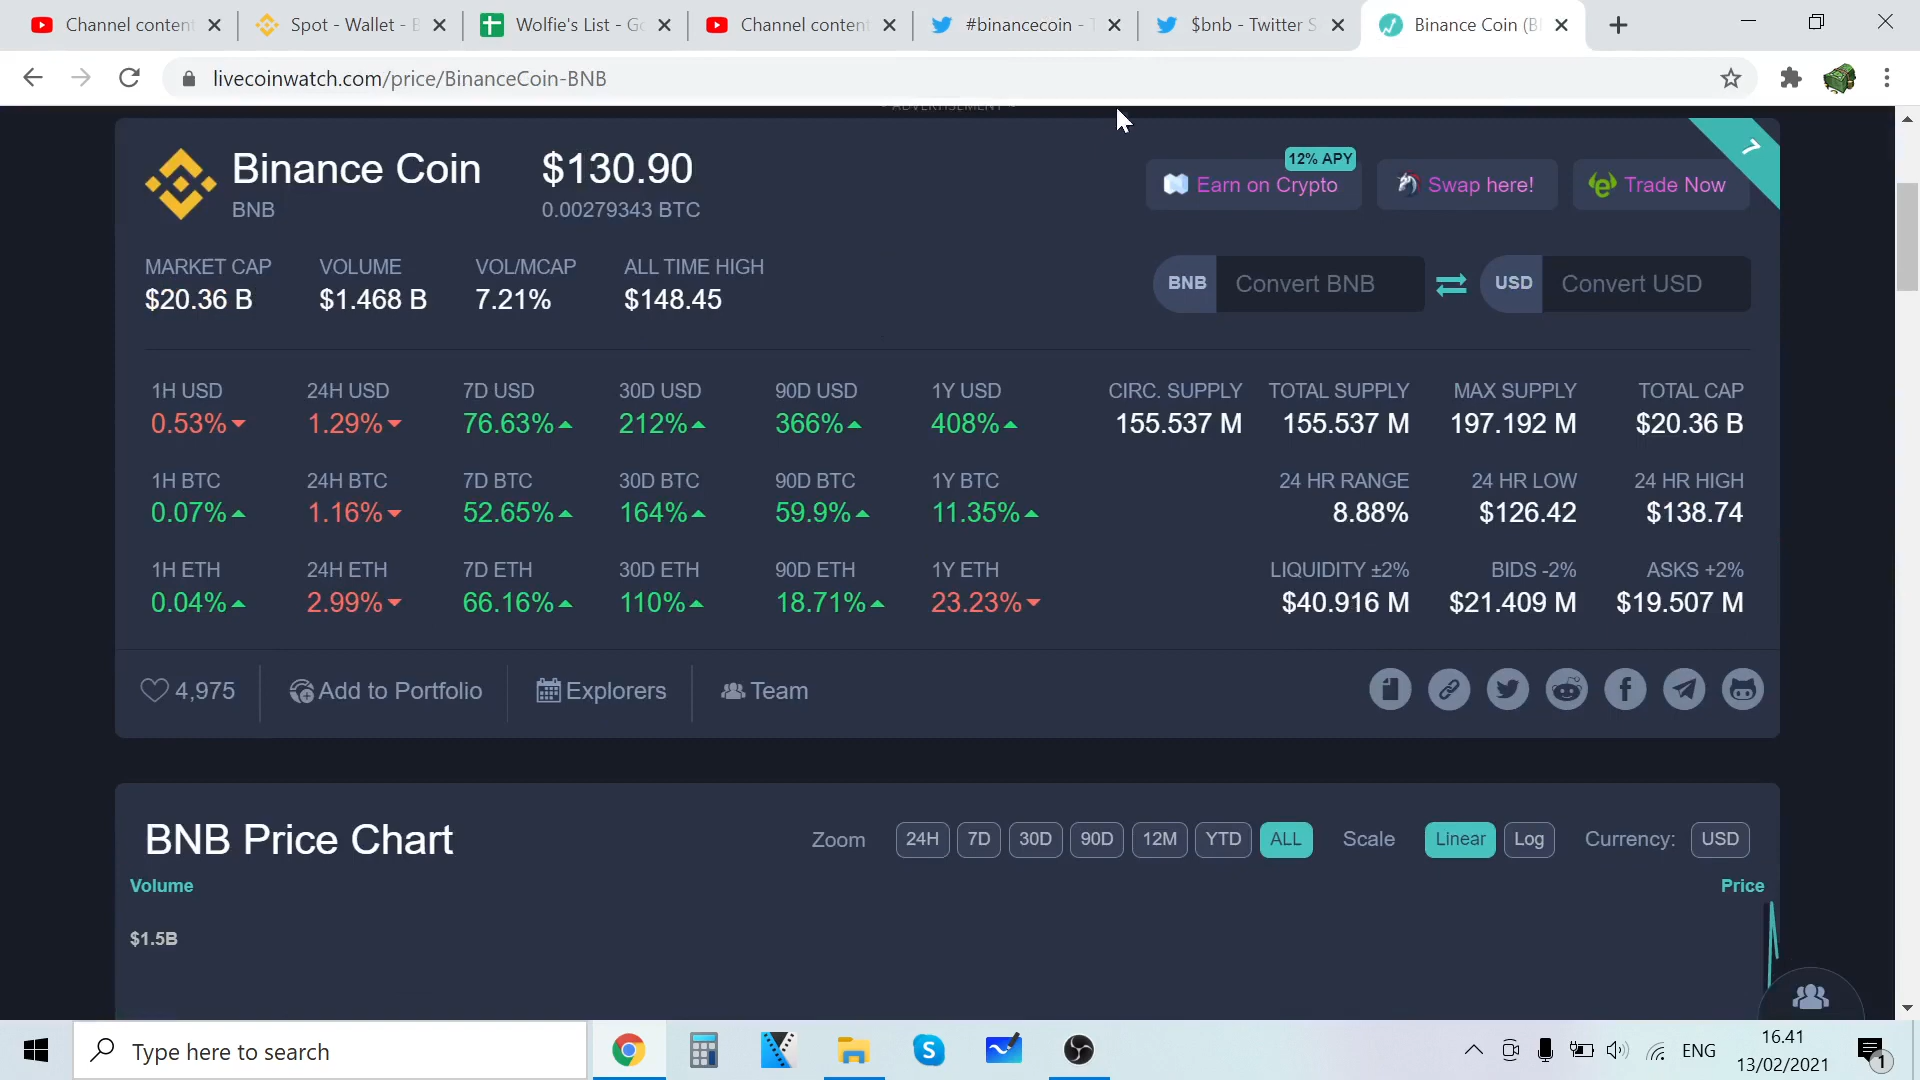 Channel content
Spot - Wallet - B
Wolfie's List - Go
Channel content
#binancecoin - T
$bnb - Twitter S
Binance Coin (B
livecoinwatch.com/price/BinanceCoin-BNB
- ADVERTISEMENT -
Binance Coin
BNB
$130.90
0.00279343 BTC
12% APY
Earn on Crypto
Swap here!
Trade Now
7
MARKET CAP
$20.36 B
VOLUME
$1.468 B
VOL/MCAP
7.21%
ALL TIME HIGH
$148.45
BNB Convert BNB
USD Convert USD
1H USD 24H USD 7D USD 30D USD 90D USD 1Y USD CIRC. SUPPLY TOTAL SUPPLY MAX SUPPLY TOTAL CAP
0.53% 1.29% 76.63% 212% 366% 408% 155.537 M 155.537 M 197.192 M $20.36 B
1H BTC 24H BTC 7D BTC 30D BTC 90D BTC 1Y BTC 24 HR RANGE 24 HR LOW 24 HR HIGH
0.07% 1.16% 52.65% 164% 59.9% 11.35% 8.88% $126.42 $138.74
1H ETH 24H ETH 7D ETH 30D ETH 90D ETH 1Y ETH LIQUIDITY ±2% BIDS -2% ASKS +2%
0.04% 2.99% 66.16% 110% 18.71% 23.23% $40.916 M $21.409 M $19.507 M
4,975 Add to Portfolio Explorers Team
BNB Price Chart
Zoom 24H 7D 30D 90D 12M YTD ALL Scale Linear Log Currency: USD
Volume
Price
$1.5B
Type here to search
ENG
16.41
13/02/2021
1